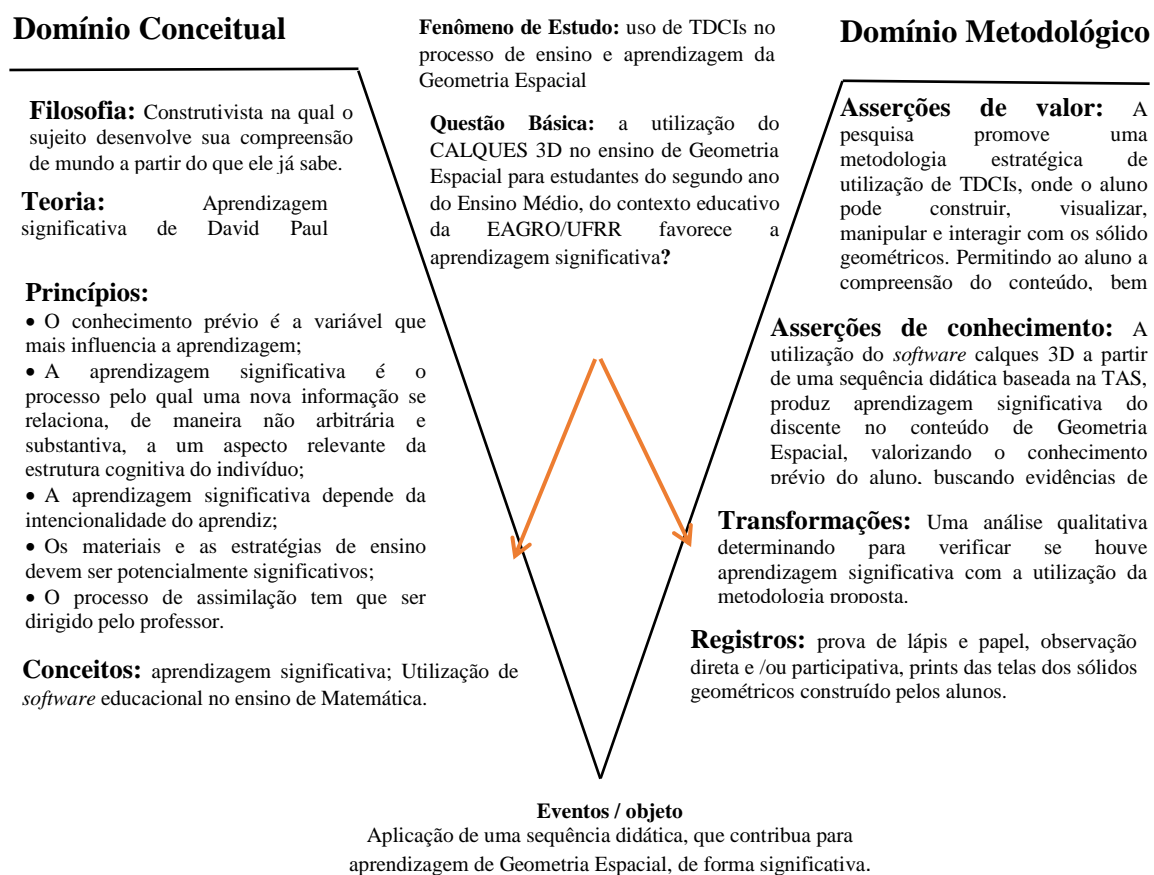 Domínio Conceitual
Filosofia: Construtivista na qual o
sujeito desenvolve sua compreensão
de mundo a partir do que ele já sabe.
Teoria: Aprendizagem
significativa de David Paul
Princípios:
• O conhecimento prévio é a variável que
mais influencia a aprendizagem;
• A aprendizagem significativa é o
processo pelo qual uma nova informação se
relaciona, de maneira não arbitrária e
substantiva, a um aspecto relevante da
estrutura cognitiva do indivíduo;
• A aprendizagem significativa depende da
intencionalidade do aprendiz;
• Os materiais e as estratégias de ensino
devem ser potencialmente significativos;
• O processo de assimilação tem que ser
dirigido pelo professor.
Conceitos: aprendizagem significativa; Utilização de
software educacional no ensino de Matemática.
Fenômeno de Estudo: uso de TDCIs no
processo de ensino e aprendizagem da
Geometria Espacial
Questão Básica: a utilização do
CALQUES 3D no ensino de Geometria
Espacial para estudantes do segundo ano
do Ensino Médio, do contexto educativo
da EAGRO/UFRR favorece a
aprendizagem significativa?
Domínio Metodológico
Asserções de valor: A
pesquisa promove uma
metodologia estratégica de
utilização de TDCIs, onde o aluno
pode construir, visualizar,
manipular e interagir com os sólido
geométricos. Permitindo ao aluno a
compreensão do conteúdo, bem
Asserções de conhecimento: A
utilização do software calques 3D a partir
de uma sequência didática baseada na TAS,
produz aprendizagem significativa do
discente no conteúdo de Geometria
Espacial, valorizando o conhecimento
prévio do aluno, buscando evidências de
Transformações: Uma análise qualitativa
determinando para verificar se houve
aprendizagem significativa com a utilização da
metodologia proposta.
Registros: prova de lápis e papel, observação
direta e /ou participativa, prints das telas dos sólidos
geométricos construído pelos alunos.
Eventos / objeto
Aplicação de uma sequência didática, que contribua para
aprendizagem de Geometria Espacial, de forma significativa.